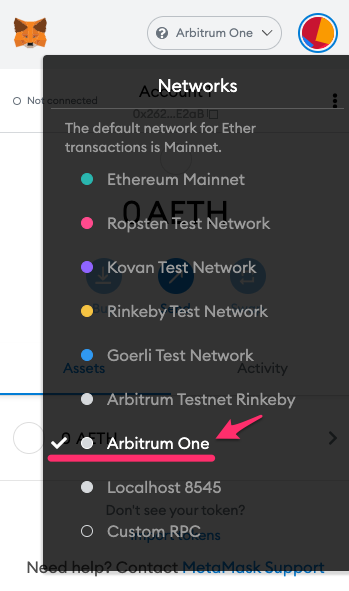 Arbitrum One
Networks
Account 1
Not connected
0x262...E2aB
The default network for Ether
transactions is Mainnet.
Ethereum Mainnet
0 AETH
Ropsten Test Network
Kovan Test Network
Send
Rinkeby Test Network
Goerli Test Network
Assets
Activity
Arbitrum Testnet Rinkeby
0 AETH
Arbitrum One
Localhost 8545
Don't see your token?
Custom RPC
Import tokens
Need help? Contact MetaMask Support